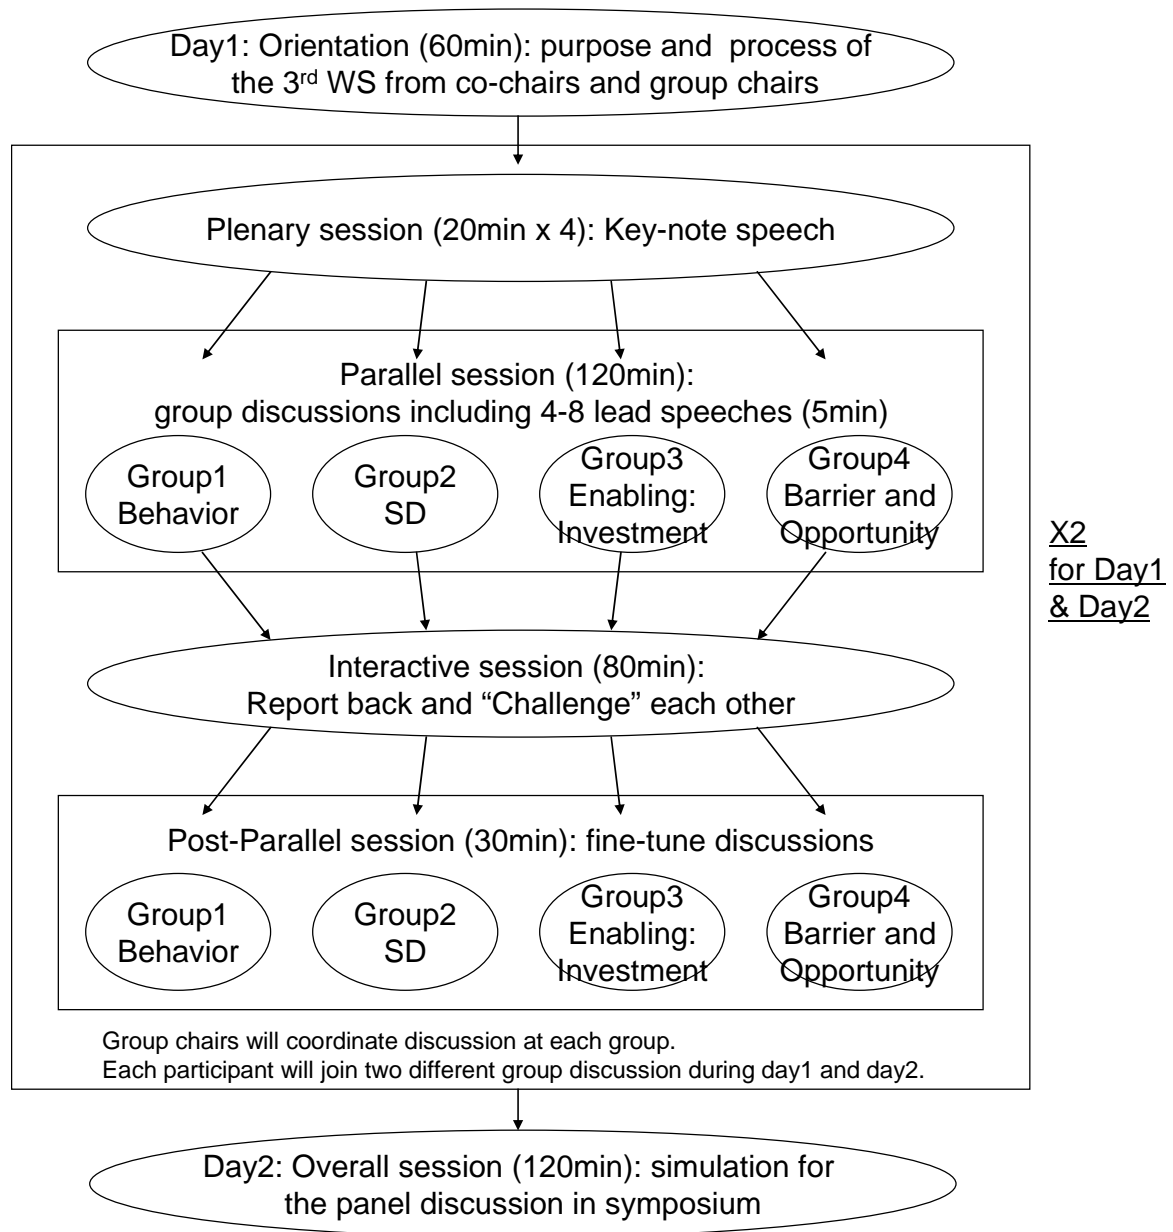 Day1: Orientation (60min): purpose and process of
the 3rd WS from co-chairs and group chairs
Plenary session (20min x 4): Key-note speech
Parallel session (120min):
group discussions including 4-8 lead speeches (5min)
Group1
Behavior
Group2
SD
Group3
Enabling:
Investment
Group4
Barrier and
Opportunity
X2
for Day1
& Day2
Interactive session (80min):
Report back and “Challenge” each other
Post-Parallel session (30min): fine-tune discussions
Group1
Behavior
Group2
SD
Group3
Enabling:
Investment
Group4
Barrier and
Opportunity
Group chairs will coordinate discussion at each group.
Each participant will join two different group discussion during day1 and day2.
Day2: Overall session (120min): simulation for
the panel discussion in symposium